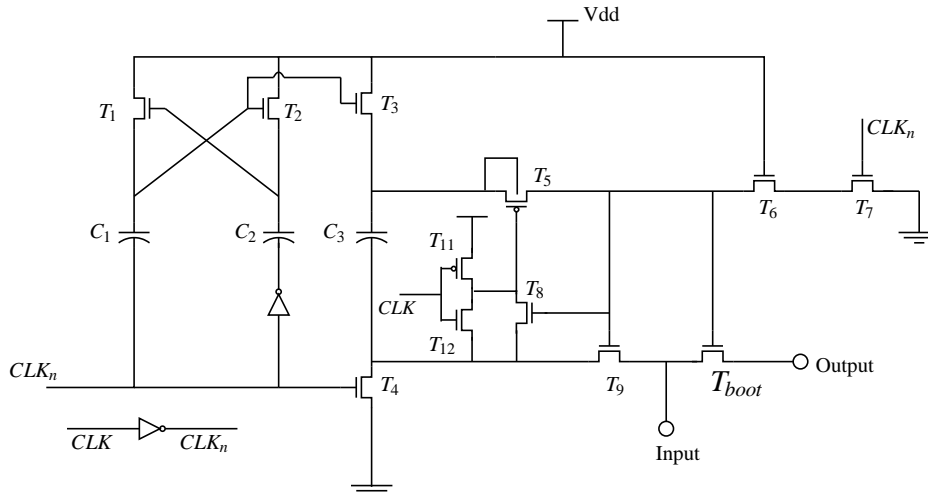 Vdd
T1
T2
T3
CLKn
T5
T6
T7
C1
C2
C3
T11
T8
CLK
T12
CLKn
T4
T9
Tboot
Output
CLK
CLKn
Input